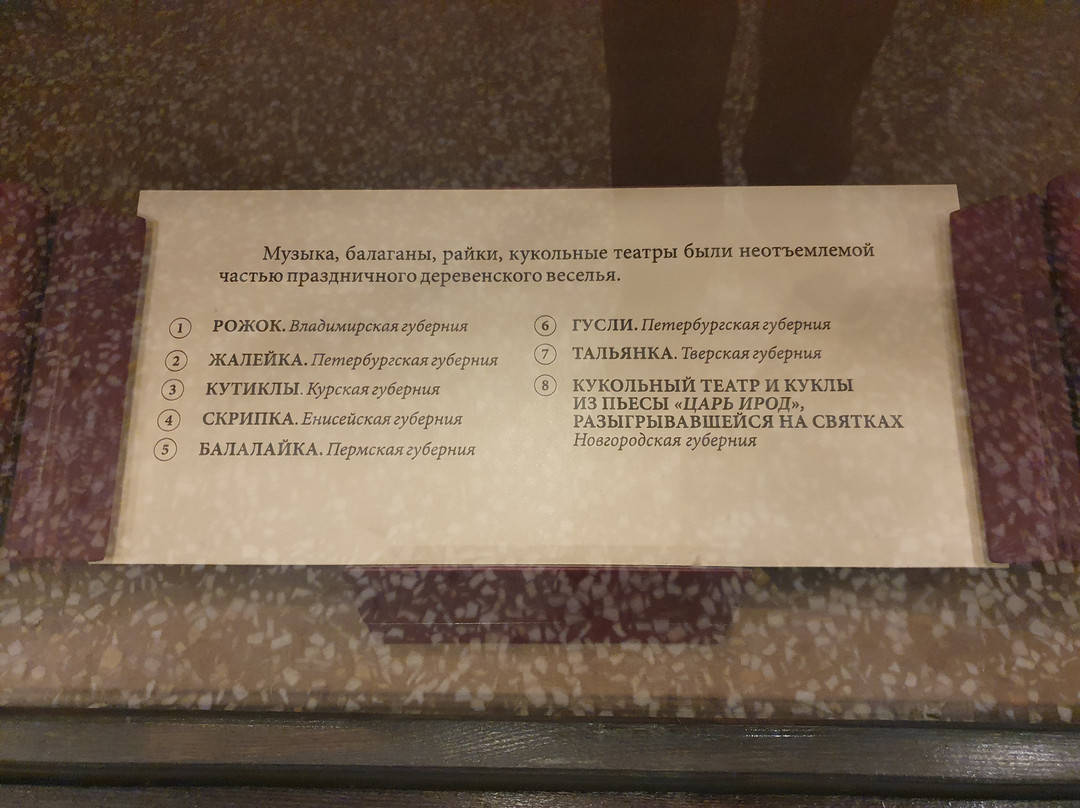 Музыка, балаганы, райки, кукольные театры были неотъемлемой
частью праздничного деревенского веселья.
1 РОЖОК. Владимирская губерния
2 ЖАЛЕЙКА. Петербургская губерния
3 КУТИКЛЫ. Курская губерния
4 СКРИПКА. Енисейская губерния
5 БАЛАЛАЙКА. Пермская губерния
6 ГУСЛИ. Петербургская губерния
7 ТАЛЬЯНКА. Тверская губерния
8 КУКОЛЬНЫЙ ТЕАТР И КУКЛЫ
ИЗ ПЬЕСЫ «ЦАРЬ ИРОД»,
РАЗЫГРЫВАВШЕЙСЯ НА СВЯТКАХ
Новгородская губерния